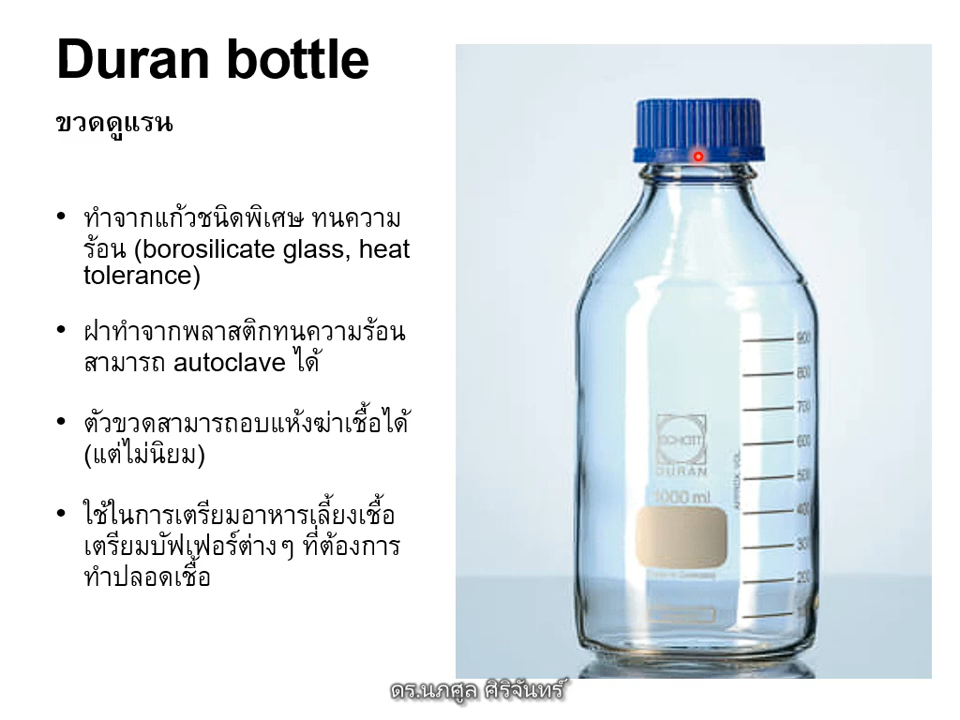 Duran bottle
ขวดดูแรน
• ทำจากแก้วชนิดพิเศษ ทนความ
ร้อน (borosilicate glass, heat
tolerance)
• ฝาทำจากพลาสติกทนความร้อน
สามารถ autoclave ได้
• ตัวขวดสามารถอบแห้งฆ่าเชื้อได้
(แต่ไม่นิยม)
• ใช้ในการเตรียมอาหารเลี้ยงเชื้อ
เตรียมบัฟเฟอร์ต่างๆ ที่ต้องการ
ทำปลอดเชื้อ
900
800
700
600
500
400
300
200
SCHOTT
DURAN
1000 ml
APPROX. VOL.
Made in Germany
ดร.นภศูล ศิริจันทร์